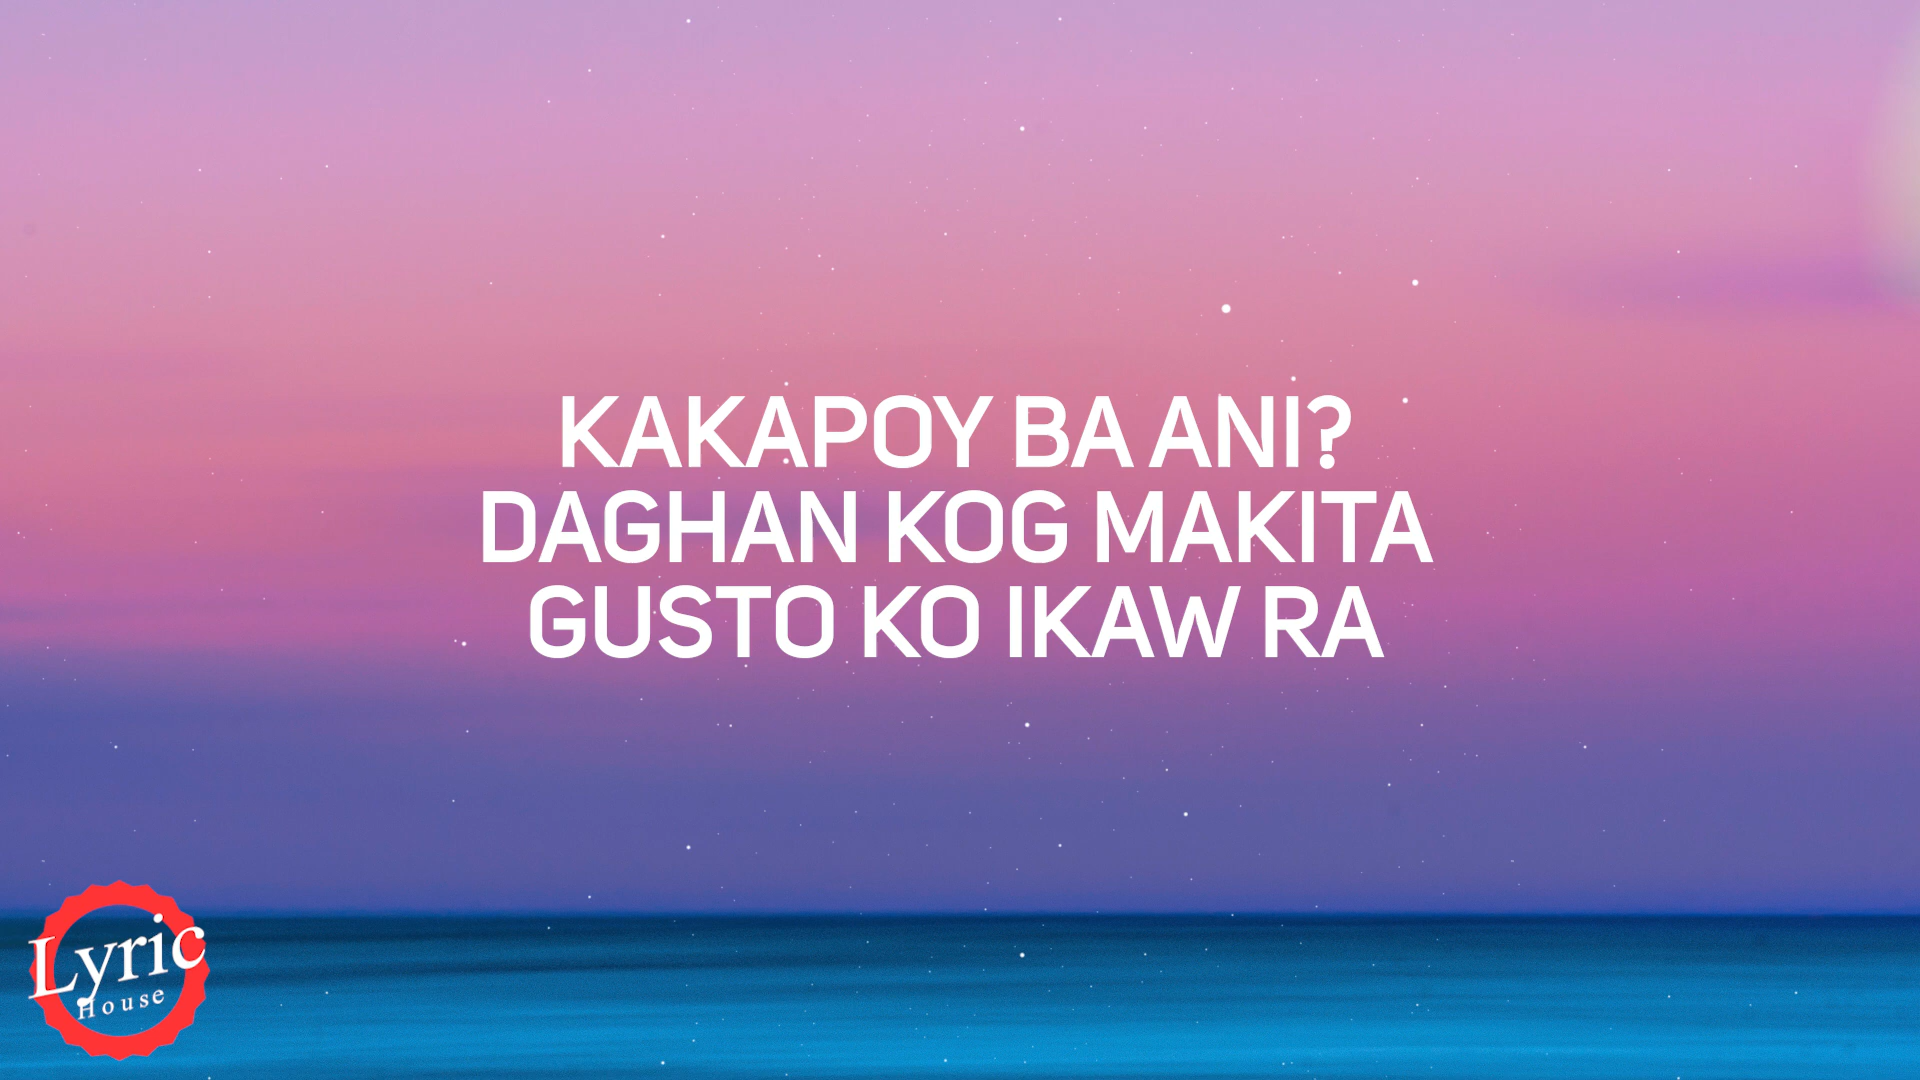 KAKAPOY BA ANI?
DAGHAN KOG MAKITA
GUSTO KO IKAW RA
Lyric
House